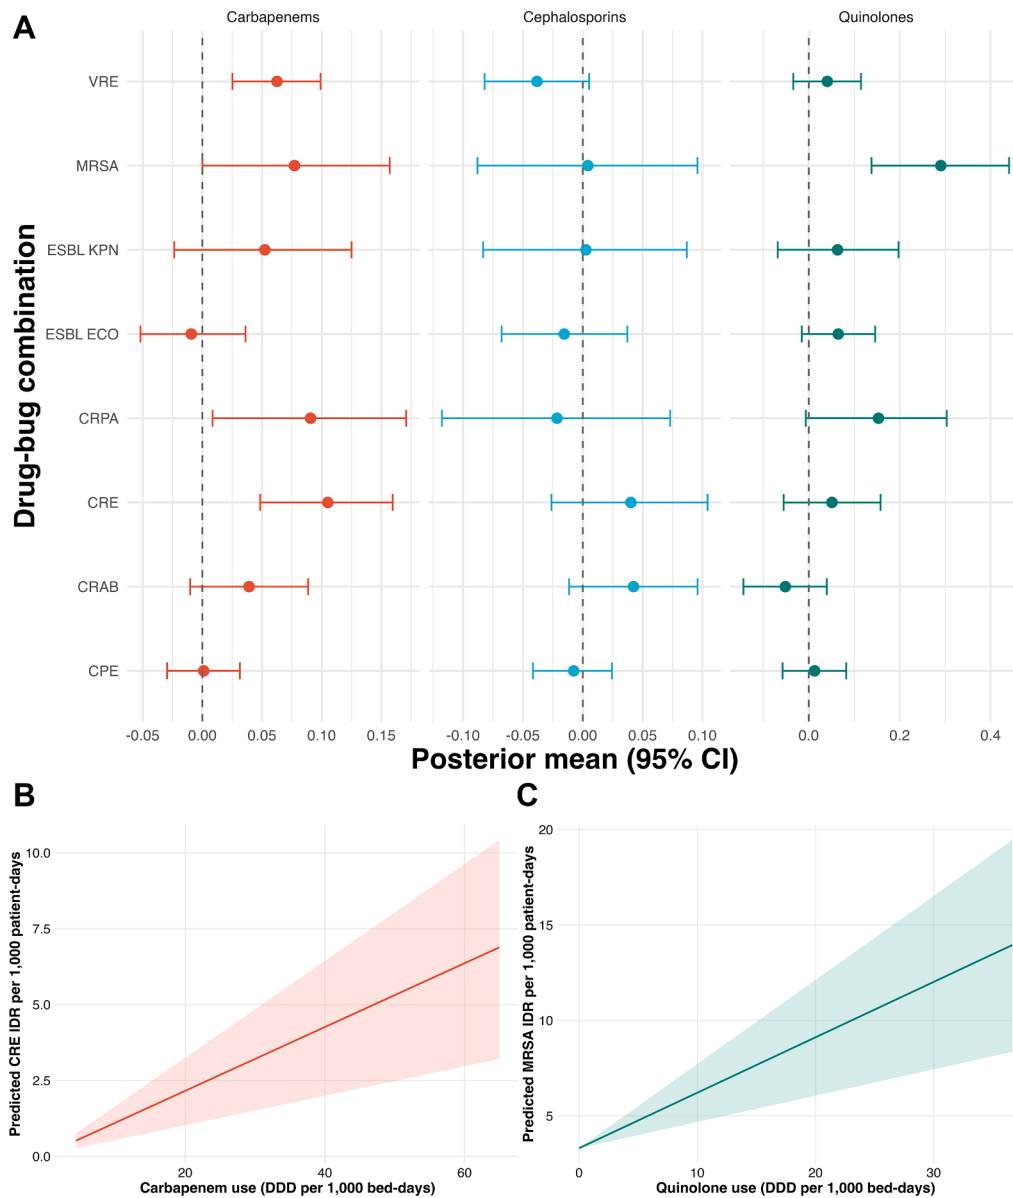 A
Carbapenems
Cephalosporins
Quinolones
Drug-bug combination
VRE
MRSA
ESBL KPN
ESBL ECO
CRPA
CRE
CRAB
CPE
-0.05 0.00 0.05 0.10 0.15
-0.10 -0.05 0.00 0.05 0.10
0.0 0.2 0.4
Posterior mean (95% CI)
B
Predicted CRE IDR per 1,000 patient-days
10.0
7.5
5.0
2.5
0.0
20 40 60
Carbapenem use (DDD per 1,000 bed-days)
C
Predicted MRSA IDR per 1,000 patient-days
20
15
10
5
0 10 20 30
Quinolone use (DDD per 1,000 bed-days)